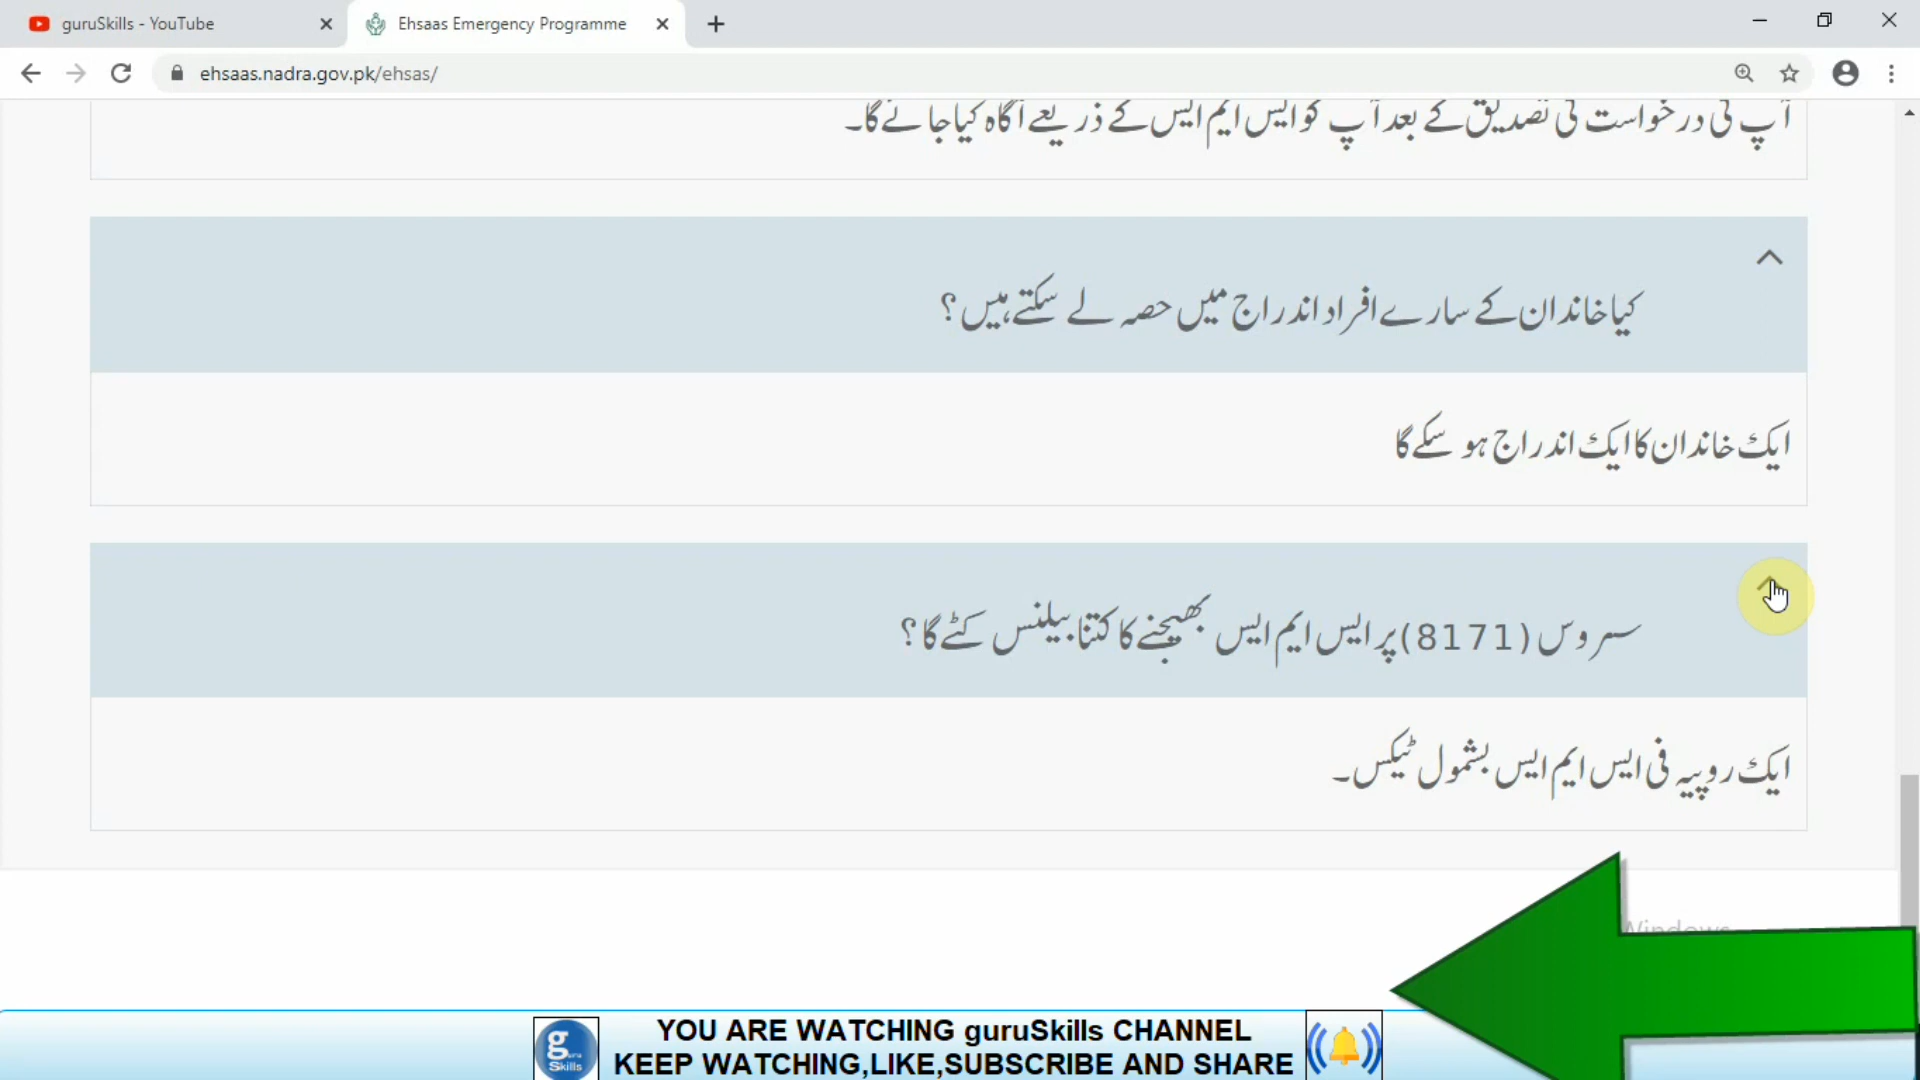 guruSkills - YouTube
Ehsaas Emergency Programme
ehsaas.nadra.gov.pk/ehsas/
آپ کی درخواست کی تصدیق کے بعد آپ کو ایس ایم ایس کے ذریعے آگاہ کیا جائے گا۔
کیا خاندان کے سارے افراد اندراج میں حصہ لے سکتے ہیں؟
ایک خاندان کا ایک اندراج ہو سکے گا
سروس (8171) پر ایس ایم ایس بھیجنے کا کتنا بیلنس کٹے گا؟
ایک روپیہ فی ایس ایم ایس بشمول ٹیکس۔
Windows
g
uru
Skills
YOU ARE WATCHING guruSkills CHANNEL
KEEP WATCHING,LIKE,SUBSCRIBE AND SHARE